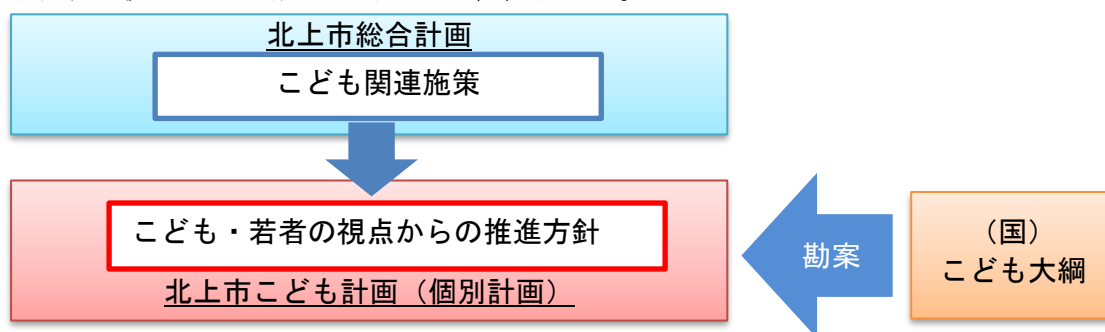 北上市総合計画
こども関連施策
こども・若者の視点からの推進方針
北上市こども計画（個別計画）
勘案
（国）
こども大綱